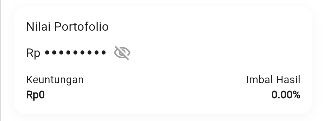 Nilai Portofolio
Rp •••••••••
Keuntungan Imbal Hasil
Rp0 0.00%